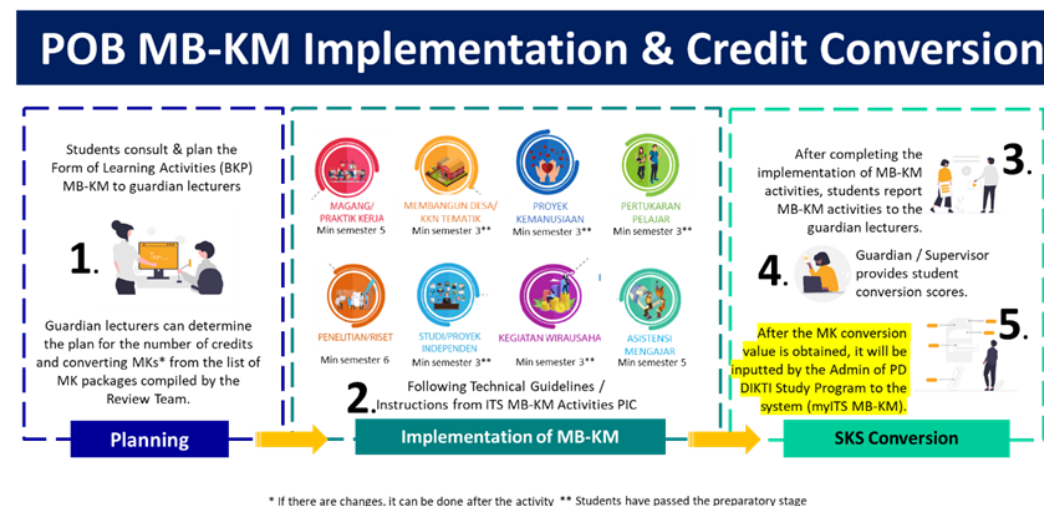 POB MB-KM Implementation & Credit Conversion
Students consult & plan the
Form of Learning Activities (BKP)
MB-KM to guardian lecturers
1.
Guardian lecturers can determine
the plan for the number of credits
and converting MKs* from the list of
MK packages compiled by the
Review Team.
Planning
MAGANG/
PRAKTIK KERJA
Min semester 5
MEMBANGUN DESA/
KKN TEMATIK
Min semester 3**
PROYEK
KEMANUSIAAN
Min semester 3**
PERTUKARAN
PELAJAR
Min semester 3**
PENELITIAN/RISET
Min semester 6
STUDI/PROYEK
INDEPENDEN
Min semester 3**
KEGIATAN WIRAUSAHA
Min semester 3**
ASISTENSI
MENGAJAR
Min semester 5
2.
Following Technical Guidelines /
Instructions from ITS MB-KM Activities PIC
Implementation of MB-KM
After completing the
implementation of MB-KM
activities, students report
MB-KM activities to the
guardian lecturers.
3.
4.
Guardian / Supervisor
provides student
conversion scores.
After the MK conversion
value is obtained, it will be
inputted by the Admin of PD
DIKTI Study Program to the
system (myITS MB-KM).
5.
SKS Conversion
* If there are changes, it can be done after the activity ** Students have passed the preparatory stage